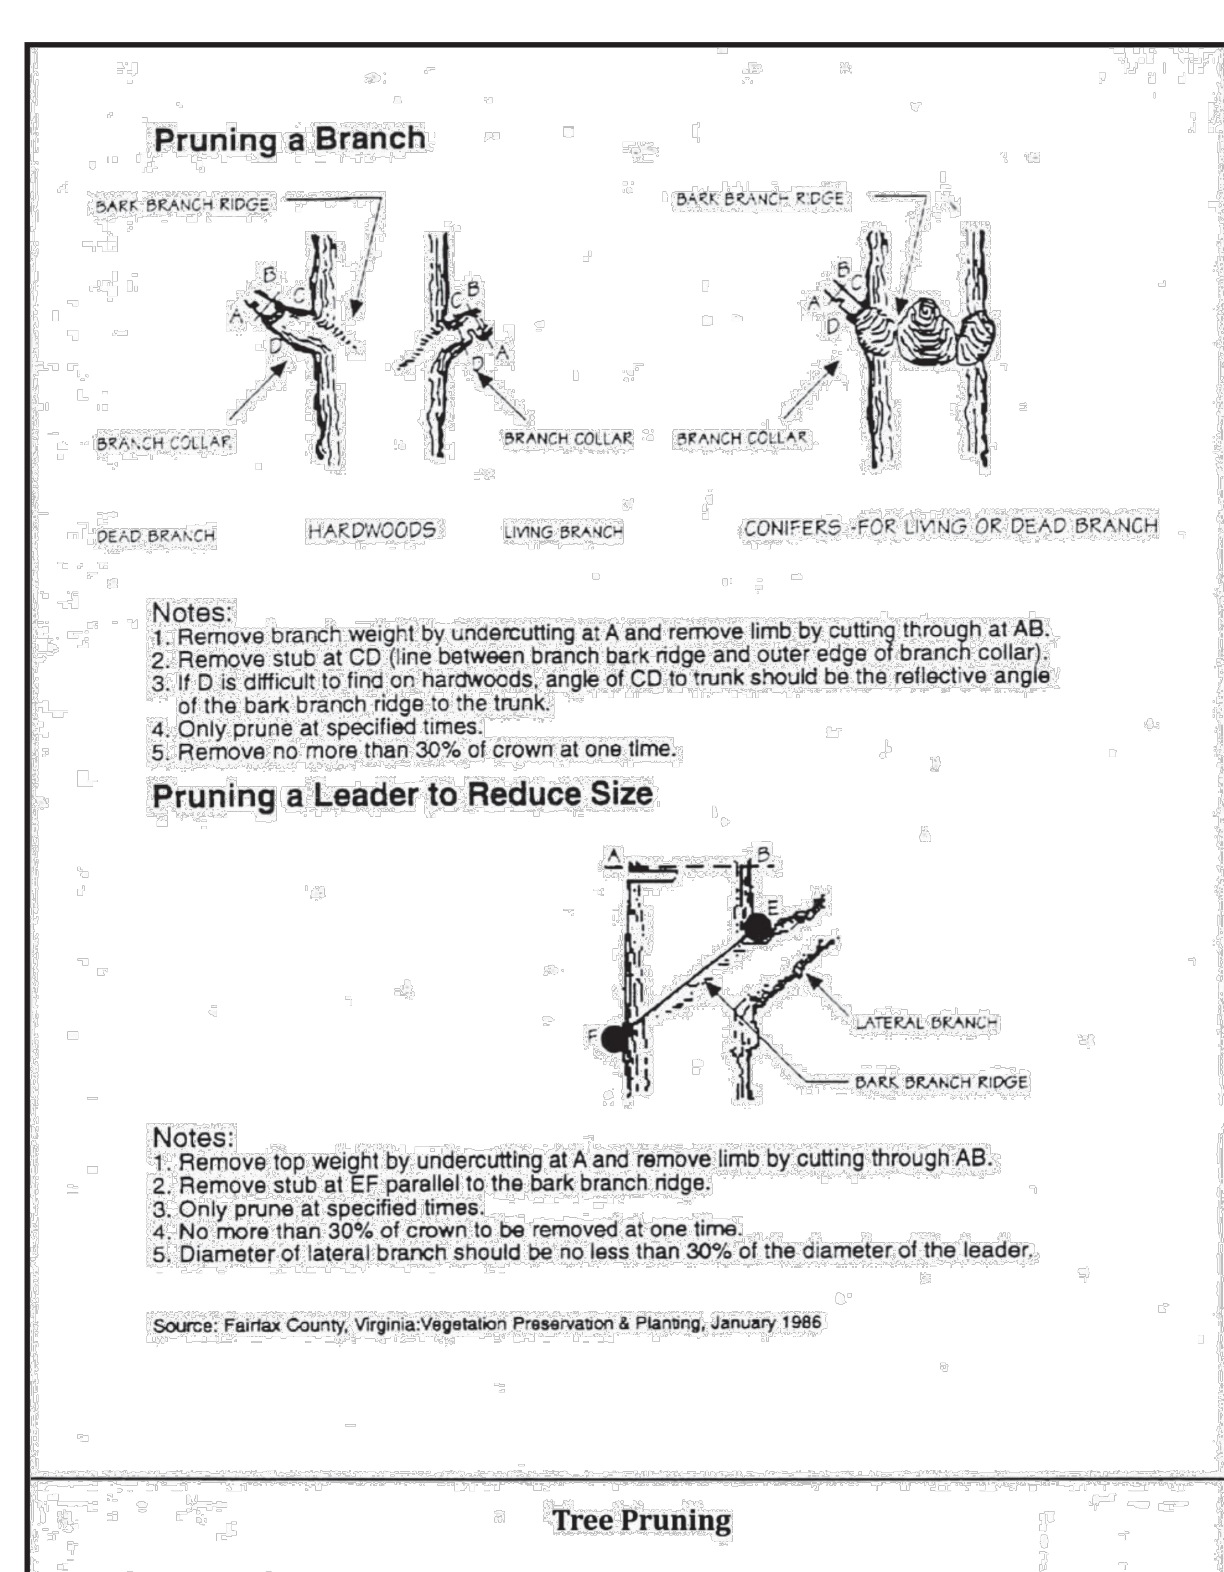 Pruning a Branch
BARK BRANCH RIDGE
BARK BRANCH RIDGE
B
C
A
D
B
C
A
D
B
C
A
D
BRANCH COLLAR
BRANCH COLLAR
BRANCH COLLAR
DEAD BRANCH
HARDWOODS
LIVING BRANCH
CONIFERS -FOR LIVING OR DEAD BRANCH
Notes:
1. Remove branch weight by undercutting at A and remove limb by cutting through at AB.
2. Remove stub at CD (line between branch bark ridge and outer edge of branch collar).
3. If D is difficult to find on hardwoods, angle of CD to trunk should be the reflective angle
of the bark branch ridge to the trunk.
4. Only prune at specified times.
5. Remove no more than 30% of crown at one time.
Pruning a Leader to Reduce Size
A
B
E
F
LATERAL BRANCH
BARK BRANCH RIDGE
Notes:
1. Remove top weight by undercutting at A and remove limb by cutting through AB.
2. Remove stub at EF parallel to the bark branch ridge.
3. Only prune at specified times.
4. No more than 30% of crown to be removed at one time.
5. Diameter of lateral branch should be no less than 30% of the diameter of the leader.
Source: Fairfax County, Virginia:Vegetation Preservation & Planting, January 1986
Tree Pruning